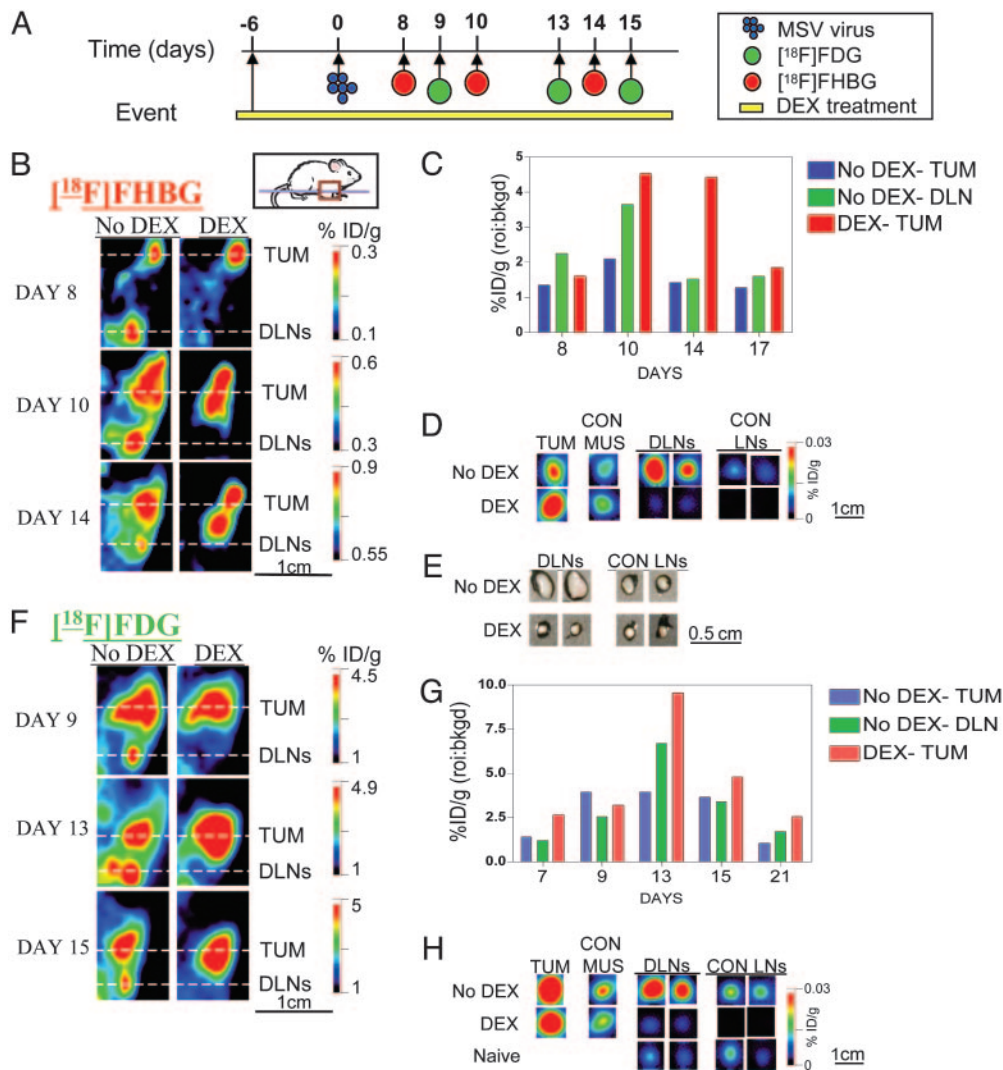 A
-6 0 8 9 10 13 14 15
Time (days)
Event
MSV virus
[18F]FDG
[18F]FHBG
DEX treatment
B
[18F]FHBG
No DEX DEX
% ID/g
DAY 8
TUM
DLNs
0.3
0.1
DAY 10
TUM
DLNs
0.6
0.3
DAY 14
TUM
DLNs
0.9
0.55
1cm
C
%ID/g (roi:bkgd)
5
4
3
2
1
0
8 10 14 17
DAYS
No DEX- TUM
No DEX- DLN
DEX- TUM
D
TUM
CON
MUS
DLNs
CON
LNs
No DEX
DEX
0.03
% ID/g
0
1cm
E
DLNs CON LNs
No DEX
DEX
0.5 cm
F
[18F]FDG
No DEX DEX
% ID/g
DAY 9
TUM
DLNs
4.5
1
DAY 13
TUM
DLNs
4.9
1
DAY 15
TUM
DLNs
5
1
1cm
G
%ID/g (roi:bkgd)
10.0
7.5
5.0
2.5
0.0
7 9 13 15 21
DAYS
No DEX- TUM
No DEX- DLN
DEX- TUM
H
TUM
CON
MUS
DLNs
CON LNs
No DEX
DEX
Naive
0.03
% ID/g
0
1cm